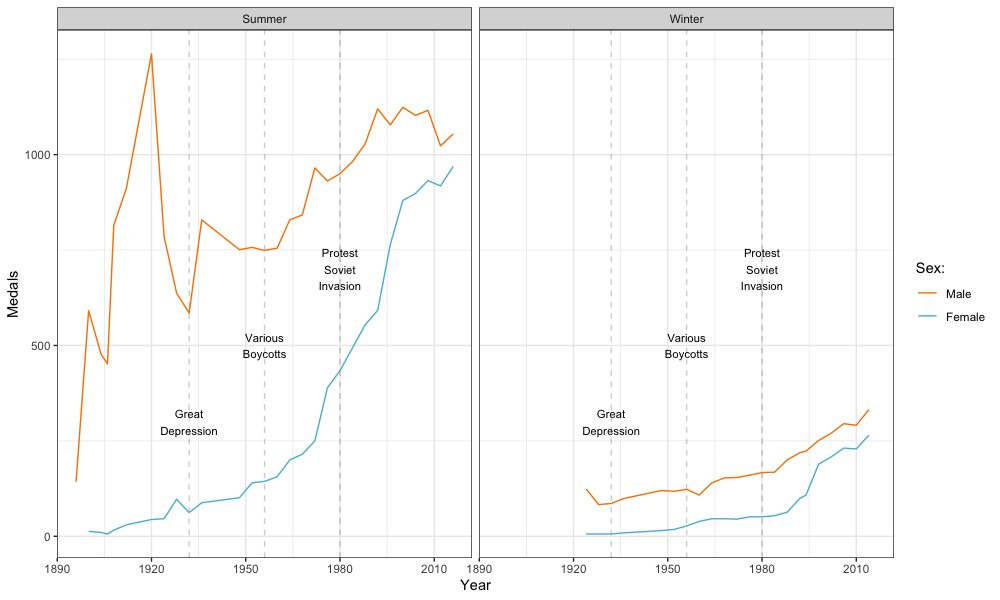 Summer
Winter
Medals
1000
500
0
Protest
Soviet
Invasion
Various
Boycotts
Great
Depression
Protest
Soviet
Invasion
Various
Boycotts
Great
Depression
Sex:
Male
Female
1890 1920 1950 1980 2010 1890 1920 1950 1980 2010
Year